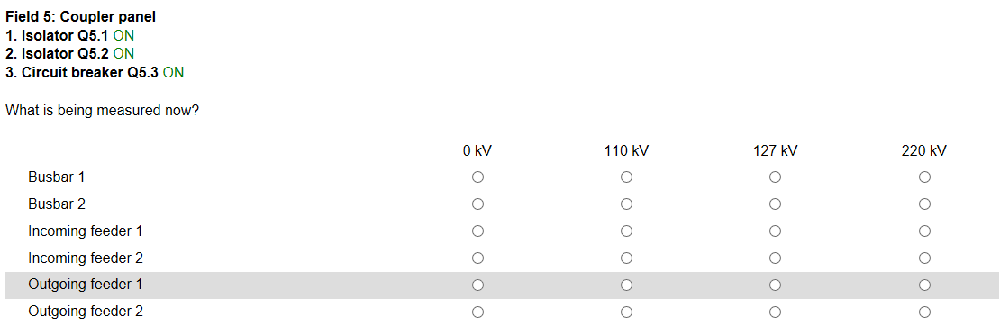 Field 5: Coupler panel
1. Isolator Q5.1 ON
2. Isolator Q5.2 ON
3. Circuit breaker Q5.3 ON
What is being measured now?
0 kV 110 kV 127 kV 220 kV
Busbar 1
Busbar 2
Incoming feeder 1
Incoming feeder 2
Outgoing feeder 1
Outgoing feeder 2